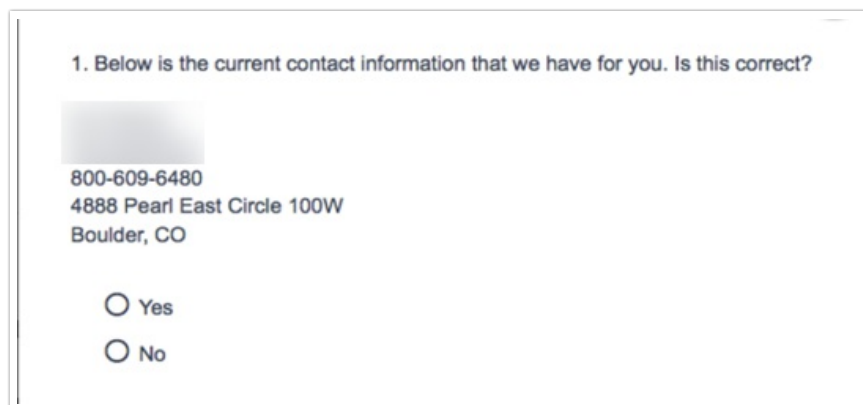 1. Below is the current contact information that we have for you. Is this correct?
800-609-6480
4888 Pearl East Circle 100W
Boulder, CO
Yes
No